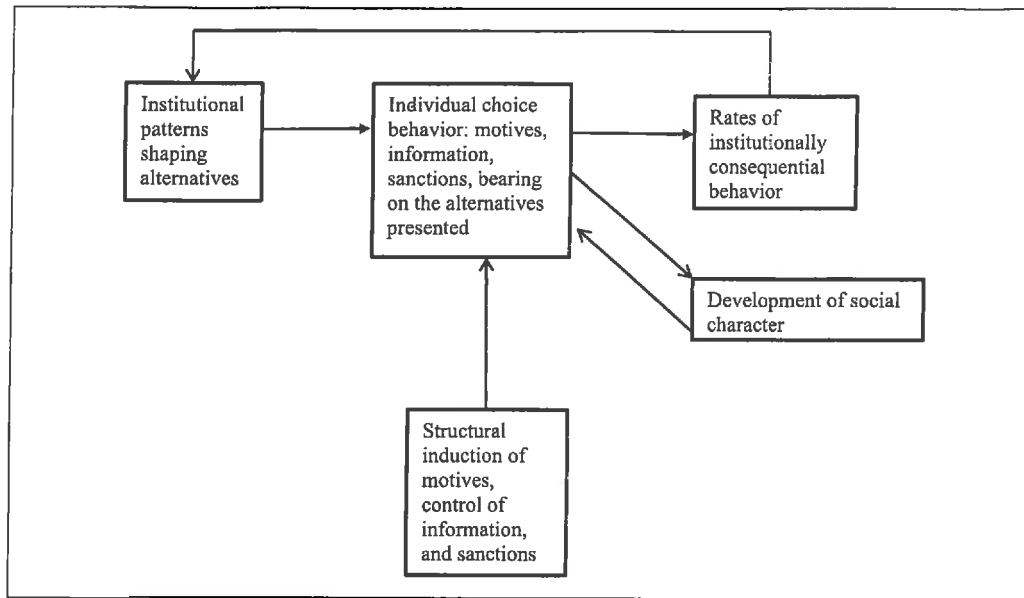 Institutional
patterns
shaping
alternatives
Individual choice
behavior: motives,
information,
sanctions, bearing
on the alternatives
presented
Rates of
institutionally
consequential
behavior
Development of social
character
Structural
induction of
motives,
control of
information,
and sanctions